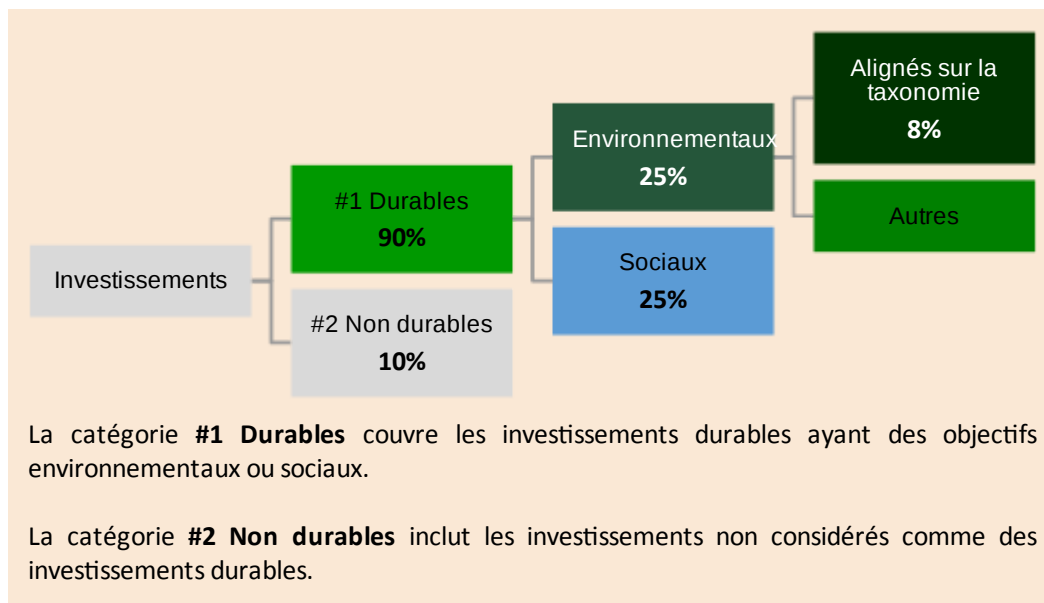 Alignés sur la
taxonomie
8%
Environnementaux
25%
#1 Durables
90%
Autres
Investissements
Sociaux
25%
#2 Non durables
10%
La catégorie #1 Durables couvre les investissements durables ayant des objectifs
environnementaux ou sociaux.
La catégorie #2 Non durables inclut les investissements non considérés comme des
investissements durables.